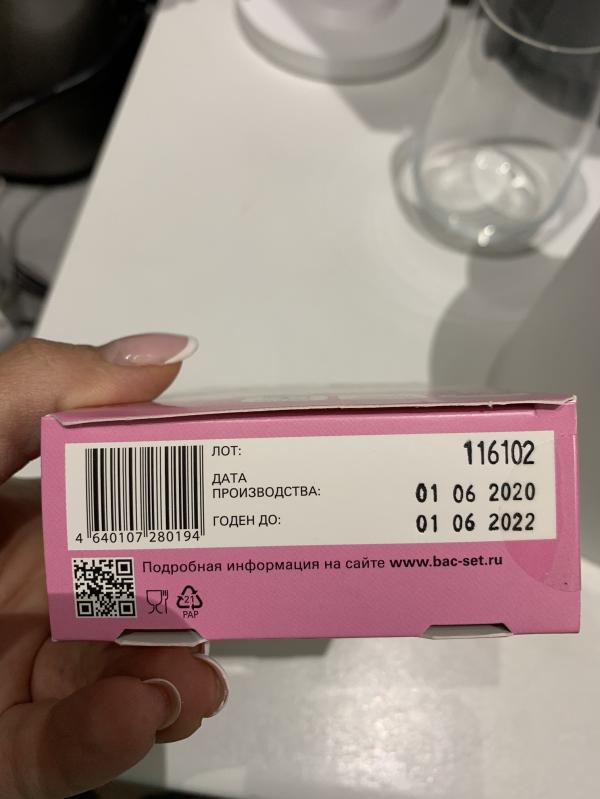 ЛОТ: 116102
ДАТА
ПРОИЗВОДСТВА: 01 06 2020
ГОДЕН ДО: 01 06 2022
4 640107 280194
Подробная информация на сайте www.bac-set.ru
21
PAP